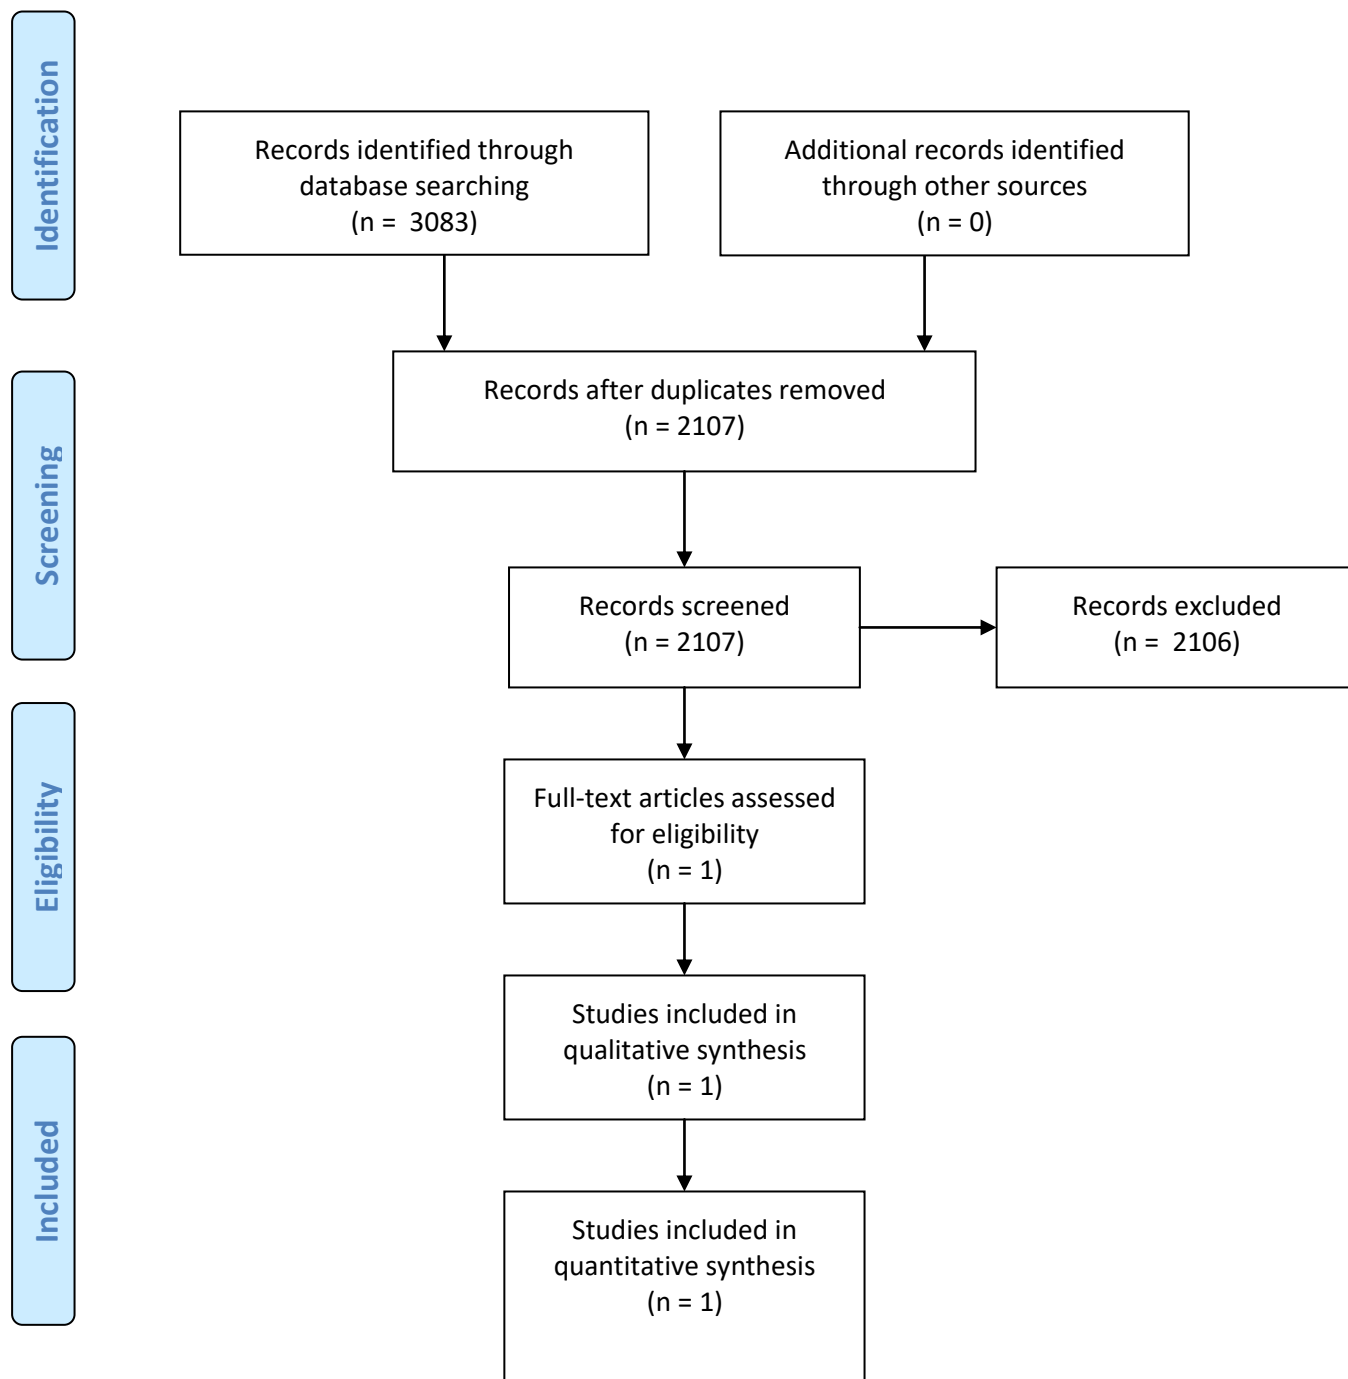 Identification
Records identified through
database searching
(n =  3083)
Additional records identified
through other sources
(n = 0)
Screening
Records after duplicates removed
(n = 2107)
Records screened
(n = 2107)
Records excluded
(n =  2106)
Eligibility
Full-text articles assessed
for eligibility
(n = 1)
Included
Studies included in
qualitative synthesis
(n = 1)
Studies included in
quantitative synthesis
(n = 1)